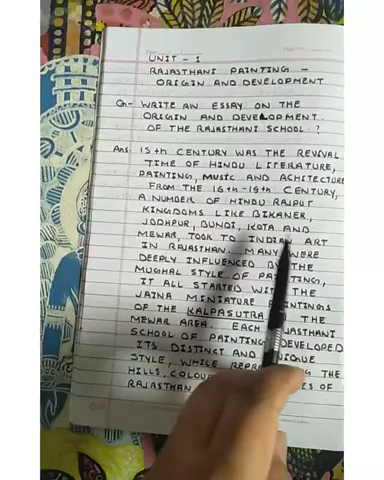 UNIT - 1
RAJASTHANI PAINTING -
ORIGIN AND DEVELOPMENT
Qn- WRITE AN ESSAY ON THE
ORIGIN AND DEVELOPMENT
OF THE RAJASTHANI SCHOOL ?
Ans: 15th CENTURY WAS THE REVIVAL
TIME OF HINDU LITERATURE,
PAINTING, MUSIC AND ACHITECTURE
FROM THE 16th-19th CENTURY,
A NUMBER OF HINDU RAJPUT
KINGDOMS LIKE BIKANER,
JODHPUR, BUNDI, KOTA AND
MEWAR, TOOK TO INDIAN ART
IN RAJASTHAN. MANY WERE
DEEPLY INFLUENCED BY THE
MUGHAL STYLE OF PAINTING,
IT ALL STARTED WITH THE
JAINA MINIATURE PAINTINGS
OF THE KALPASUTRA THE
MEWAR AREA. EACH
SCHOOL OF PAINTING DEVELOPED
ITS DISTINCT AND UNIQUE
STYLE, WHILE THE
HILLS, OF
RAJASTHAN